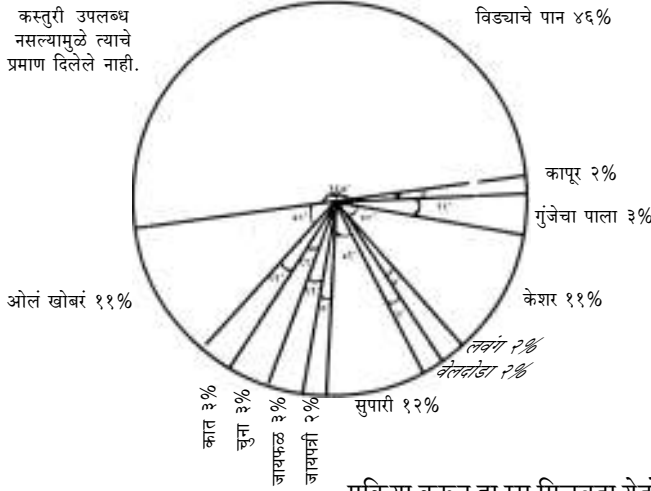 कस्तुरी उपलब्ध
नसल्यामुळे त्याचे
प्रमाण दिलेले नाही.
विड्याचे पान ४६%
कापूर २%
गुंजेचा पाला ३%
केशर ११%
लवंग २%
वेलदोडा २%
सुपारी १२%
जायपत्री २%
जायफळ ३%
चुना ३%
कात ३%
ओलं खोबरं ११%